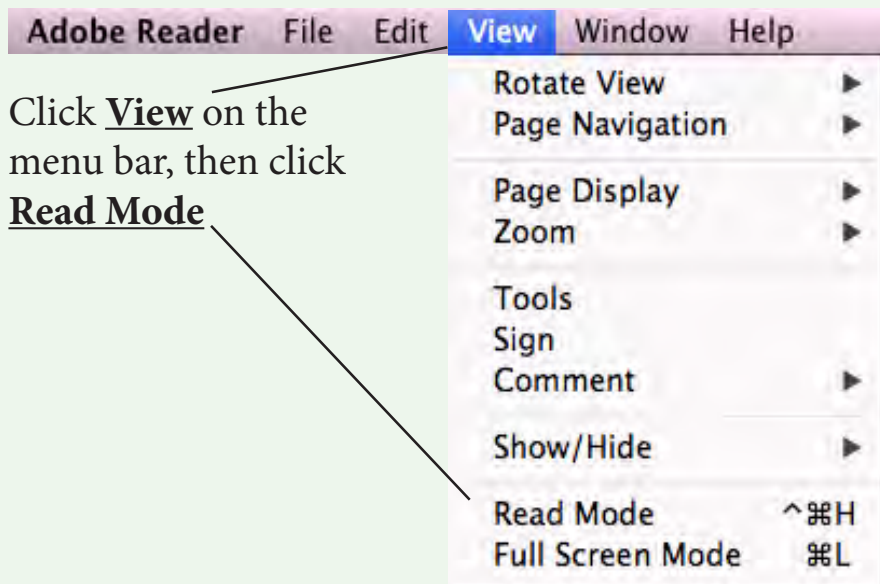 Adobe Reader File Edit View Window Help
Click View on the
menu bar, then click
Read Mode
Rotate View ▶
Page Navigation ▶
Page Display ▶
Zoom ▶
Tools
Sign
Comment ▶
Show/Hide ▶
Read Mode ^⌘H
Full Screen Mode ⌘L